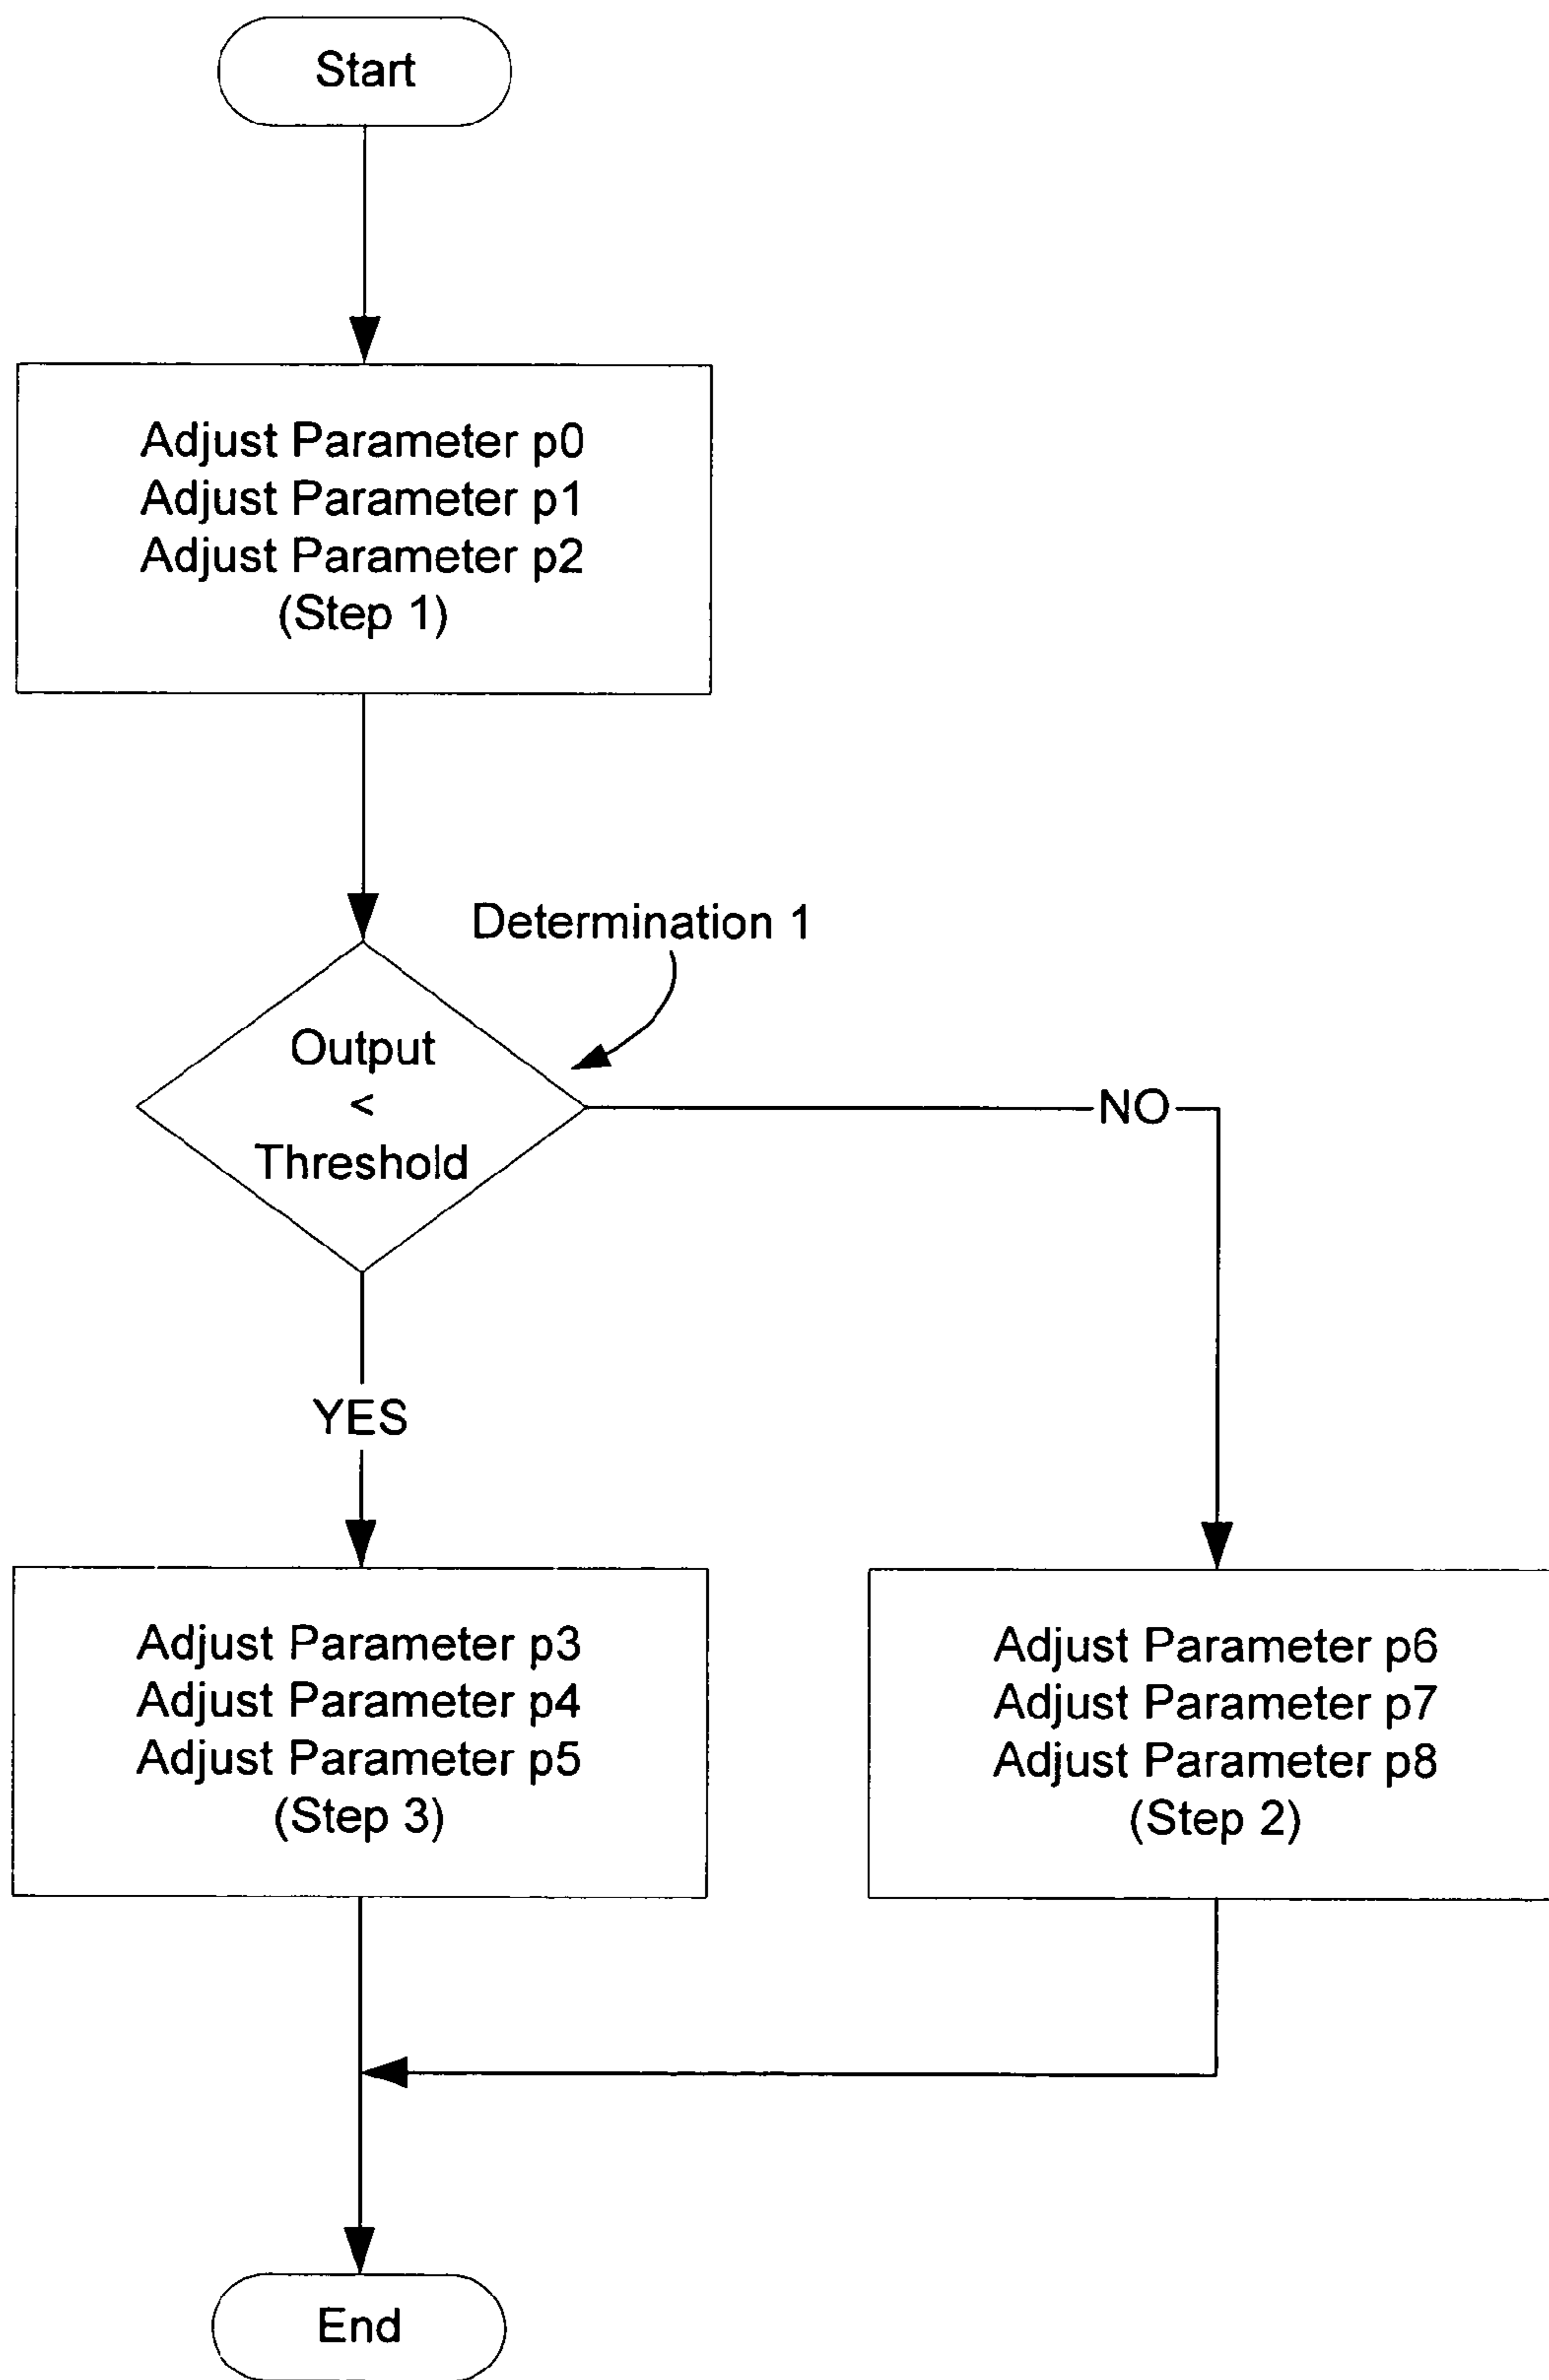 Start
Adjust Parameter p0
Adjust Parameter p1
Adjust Parameter p2
(Step 1)
Determination 1
Output
<
Threshold
NO
YES
Adjust Parameter p3
Adjust Parameter p4
Adjust Parameter p5
(Step 3)
Adjust Parameter p6
Adjust Parameter p7
Adjust Parameter p8
(Step 2)
End